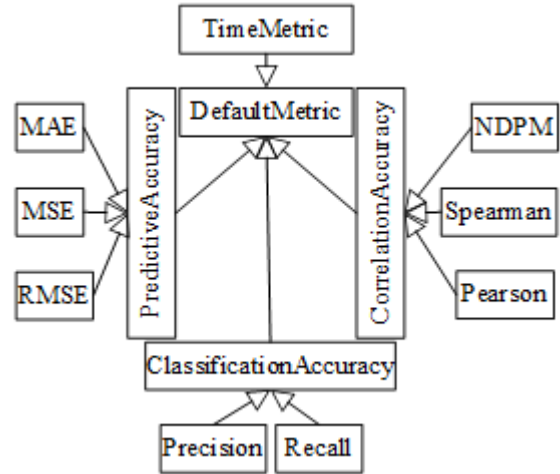 TimeMetric
DefaultMetric
MAE
MSE
RMSE
PredictiveAccuracy
CorrelationAccuracy
NDPM
Spearman
Pearson
ClassificationAccuracy
Precision
Recall